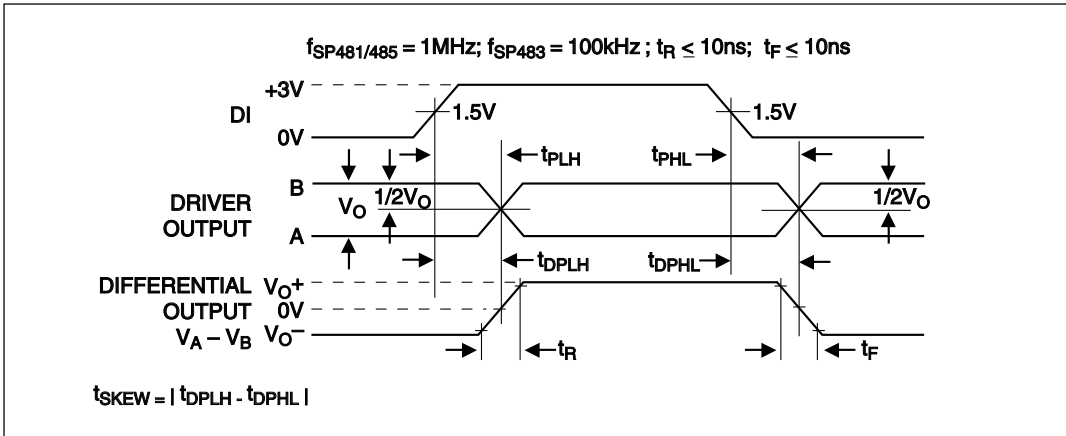 fSP481/485 = 1MHz; fSP483 = 100kHz ; tR ≤ 10ns; tF ≤ 10ns
+3V
DI
1.5V
1.5V
0V
tPLH
tPHL
B
DRIVER
OUTPUT
VO
1/2VO
1/2VO
A
tDPLH
tDPHL
DIFFERENTIAL
OUTPUT
VA – VB
VO+
0V
VO–
tR
tF
tSKEW = | tDPLH - tDPHL |